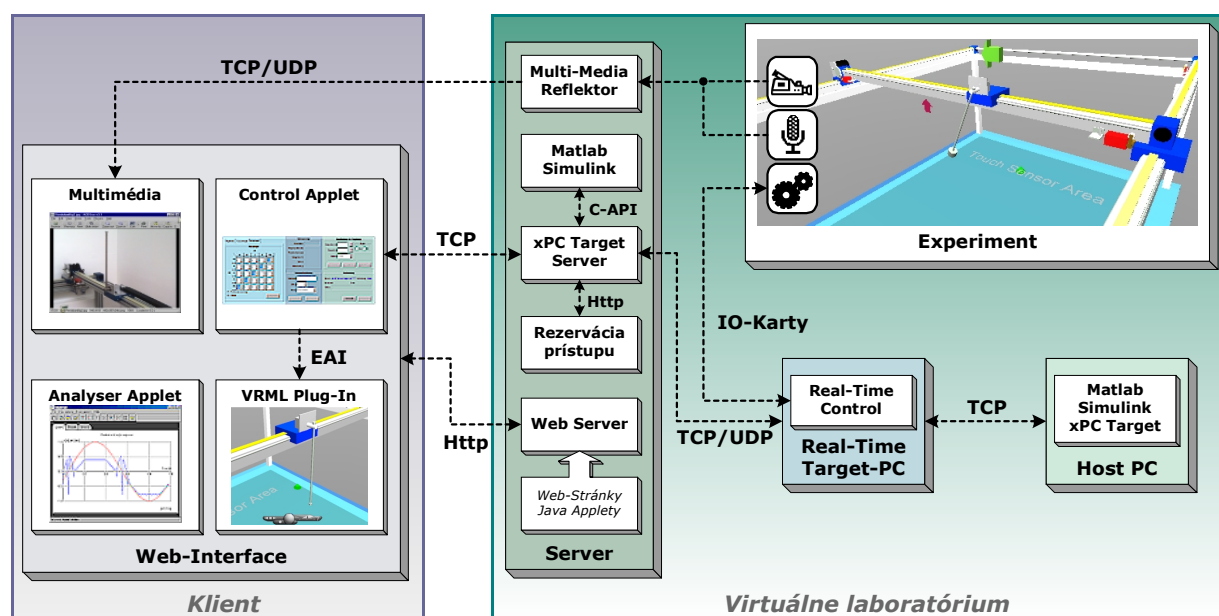 TCP/UDP
Multimédia
Control Applet
EAI
Analyser Applet
VRML Plug-In
Web-Interface
Klient
TCP
Http
Multi-Media
Reflektor
Matlab
Simulink
C-API
xPC Target
Server
Http
Rezervácia
prístupu
Web Server
Web-Stránky
Java Applety
Server
Touch Sensor Area
Experiment
IO-Karty
TCP/UDP
Real-Time
Control
Real-Time
Target-PC
TCP
Matlab
Simulink
xPC Target
Host PC
Virtuálne laboratórium